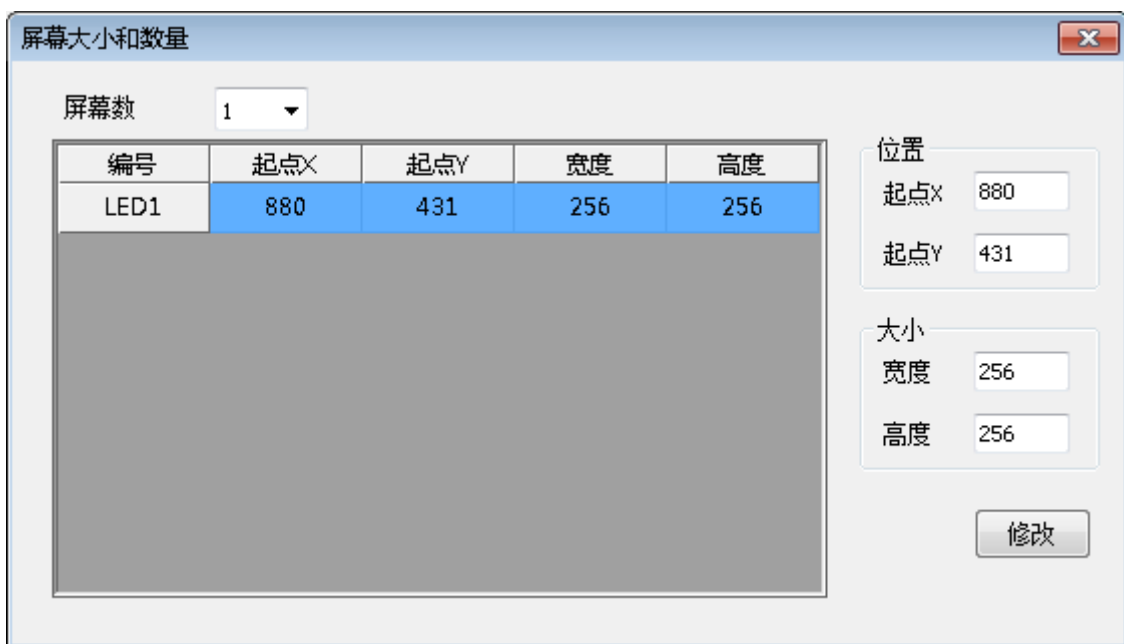 屏幕大小和数量
屏幕数 1
编号 起点X 起点Y 宽度 高度
LED1 880 431 256 256
位置
起点X 880
起点Y 431
大小
宽度 256
高度 256
修改